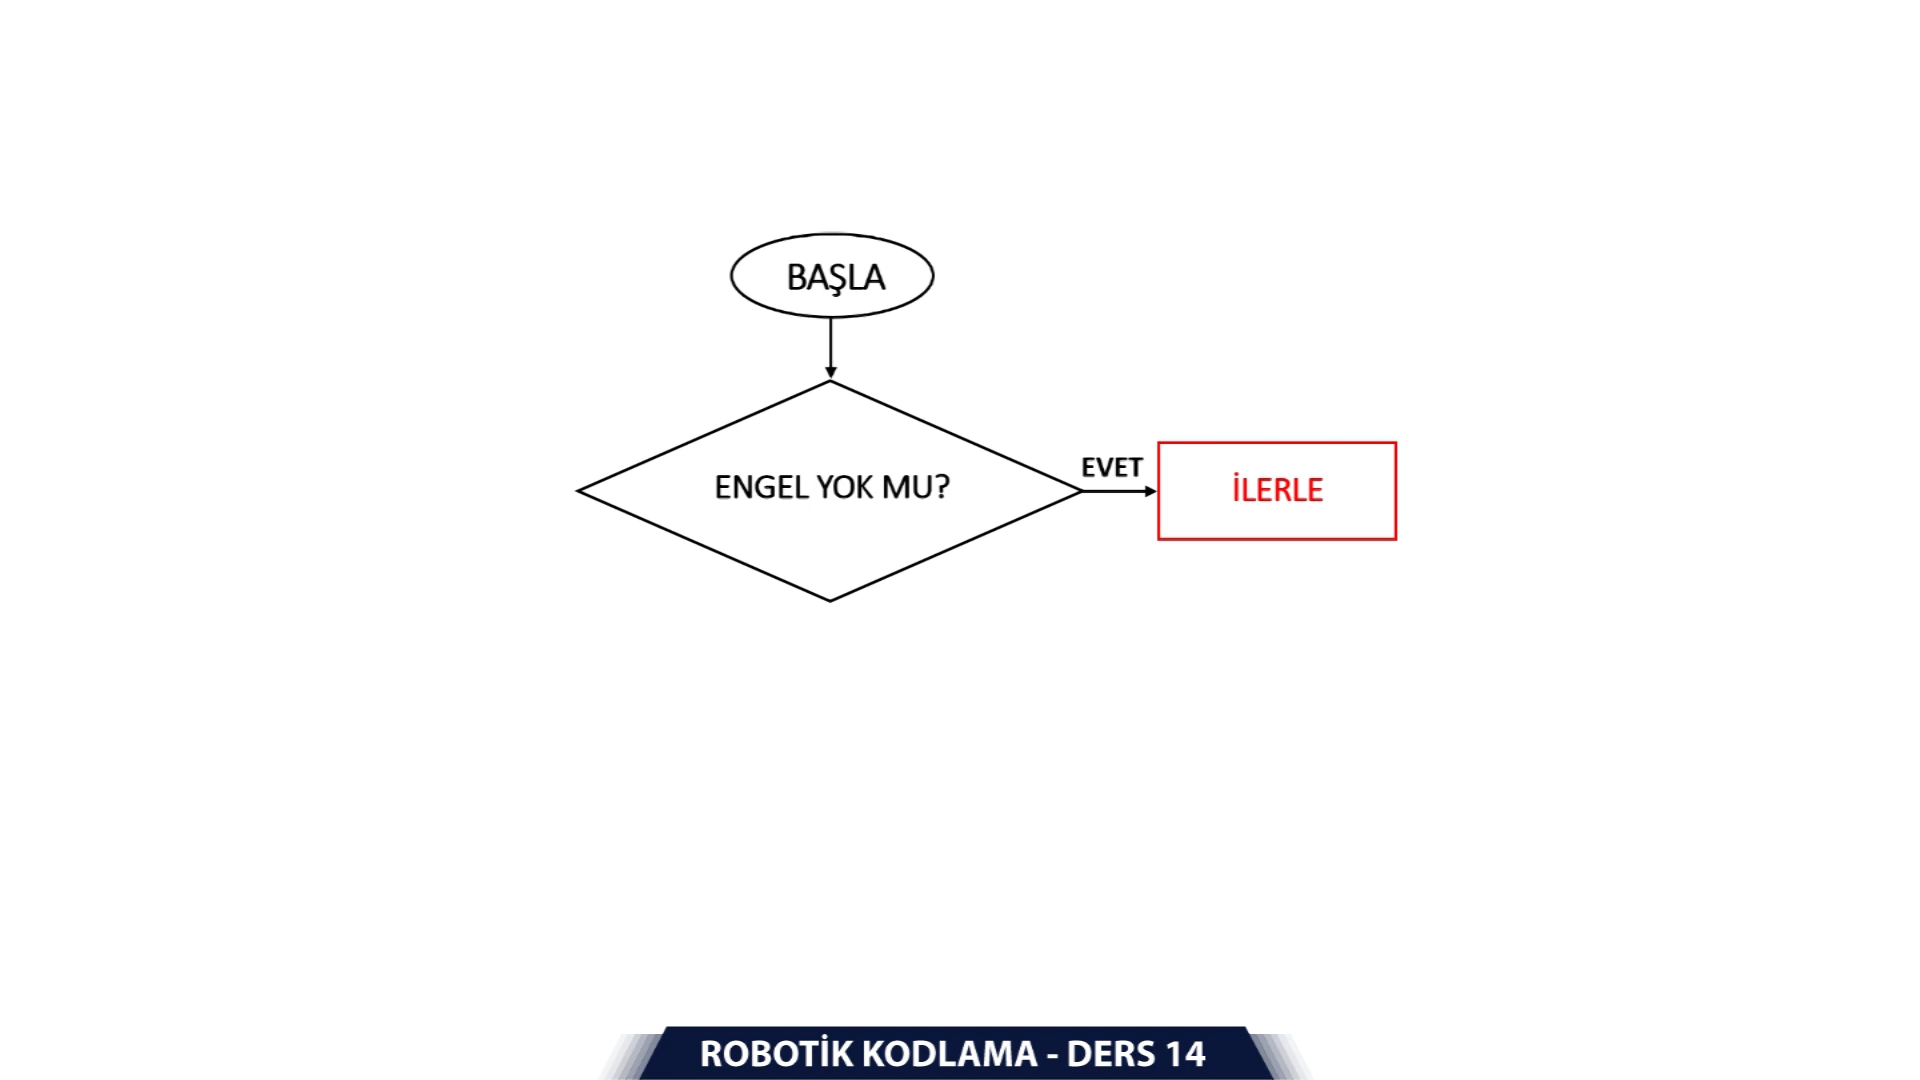 BAŞLA
ENGEL YOK MU?
EVET
İLERLE
ROBOTİK KODLAMA - DERS 14